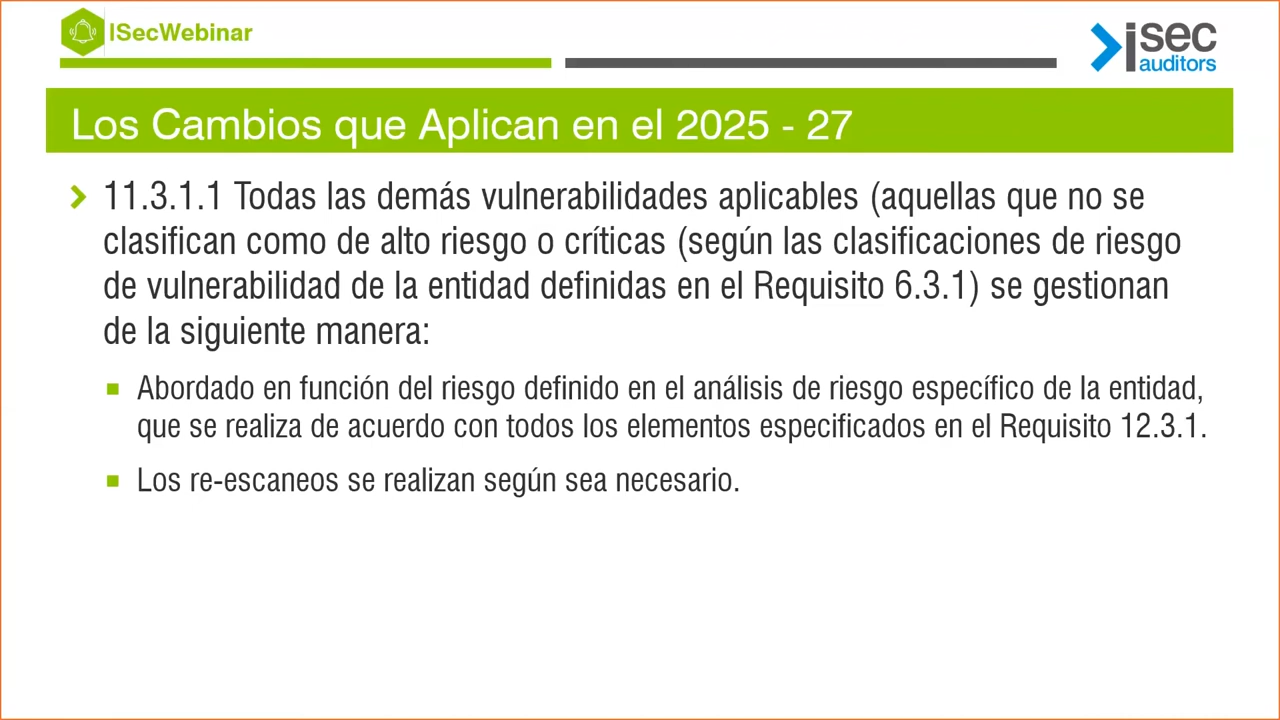 ISecWebinar
isec
auditors
Los Cambios que Aplican en el 2025 - 27
11.3.1.1 Todas las demás vulnerabilidades aplicables (aquellas que no se
clasifican como de alto riesgo o críticas (según las clasificaciones de riesgo
de vulnerabilidad de la entidad definidas en el Requisito 6.3.1) se gestionan
de la siguiente manera:
Abordado en función del riesgo definido en el análisis de riesgo específico de la entidad,
que se realiza de acuerdo con todos los elementos especificados en el Requisito 12.3.1.
Los re-escaneos se realizan según sea necesario.